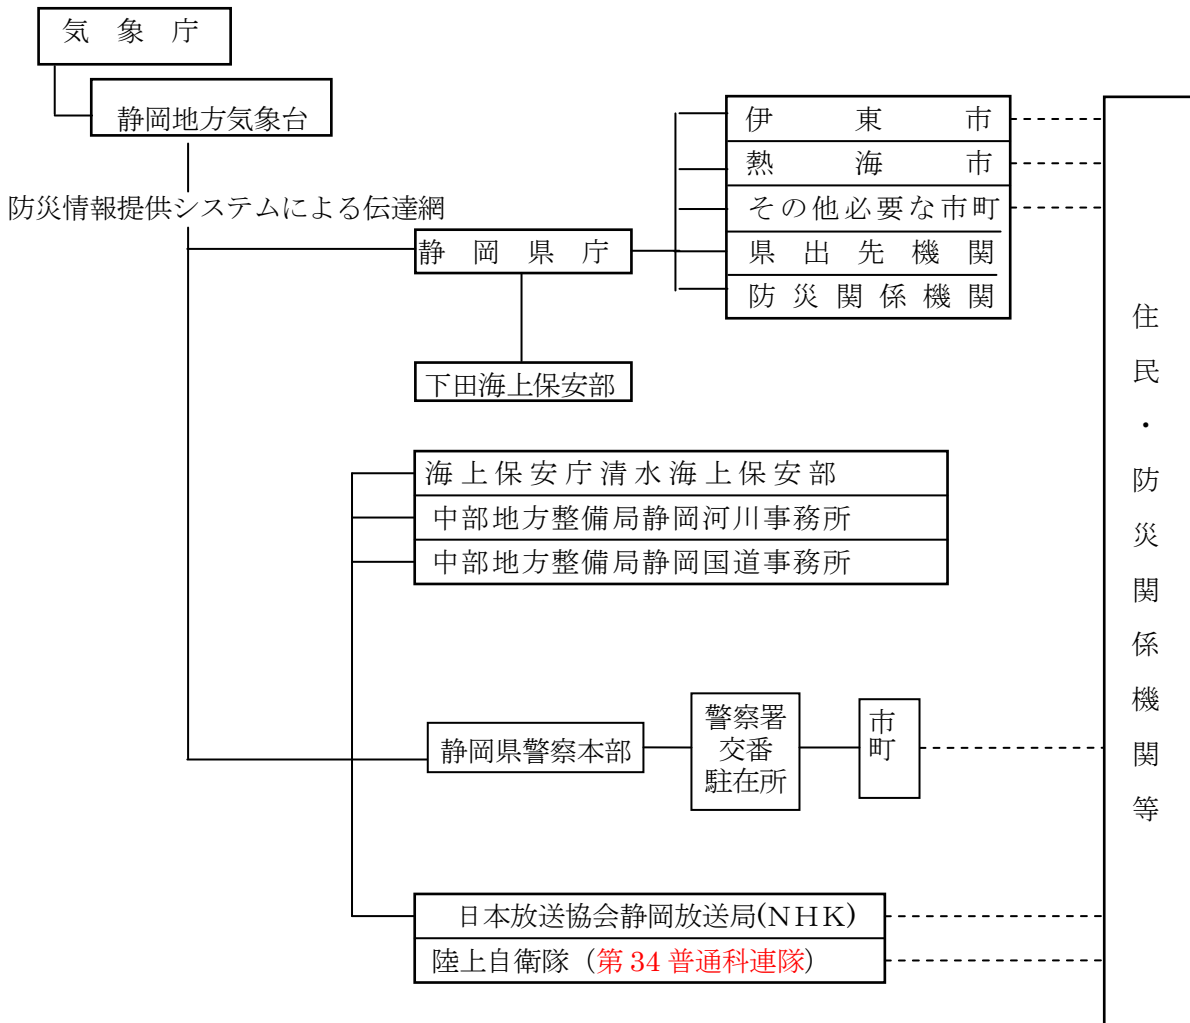 気象庁
静岡地方気象台
防災情報提供システムによる伝達網
静岡県庁
伊東市
熱海市
その他必要な市町
県出先機関
防災関係機関
下田海上保安部
海上保安庁清水海上保安部
中部地方整備局静岡河川事務所
中部地方整備局静岡国道事務所
静岡県警察本部
警察署
交番
駐在所
市
町
日本放送協会静岡放送局(NHK)
陸上自衛隊（第 34 普通科連隊）
住民・防災関係機関等